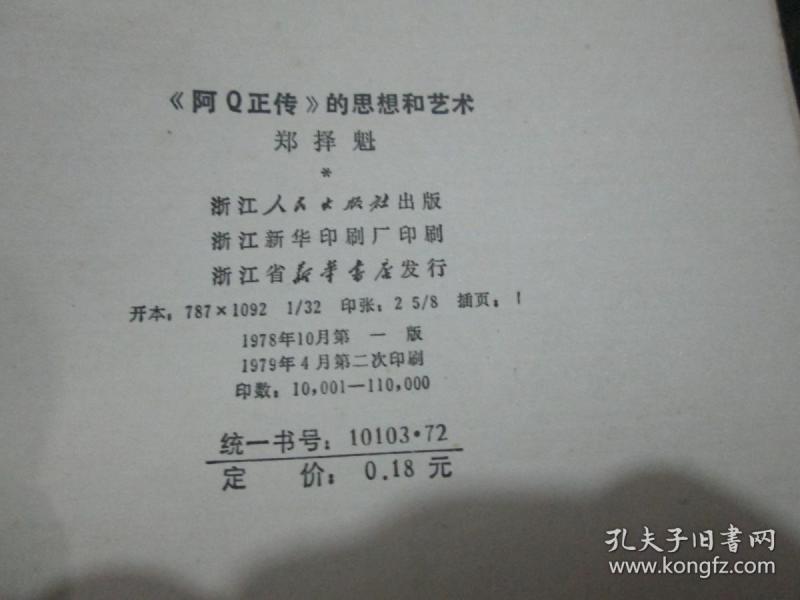 《阿Q正传》的思想和艺术
郑择魁
*
浙江人民出版社出版
浙江新华印刷厂印刷
浙江省新华书店发行
开本：787×1092 1/32 印张：2 5/8 插页：1
1978年10月第一版
1979年4月第二次印刷
印数：10,001—110,000
统一书号：10103·72
定价：0.18元
孔夫子旧书网
www.kongfz.com